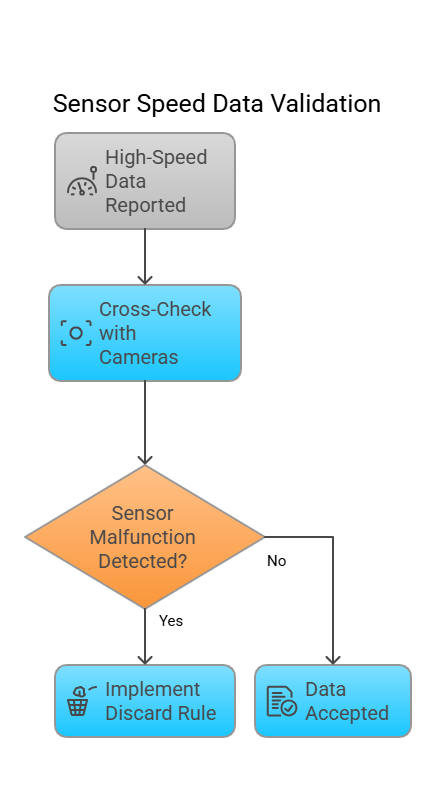 Sensor Speed Data Validation
High-Speed
Data
Reported
Cross-Check
with
Cameras
Sensor
Malfunction
Detected?
No
Yes
Implement
Discard Rule
Data
Accepted